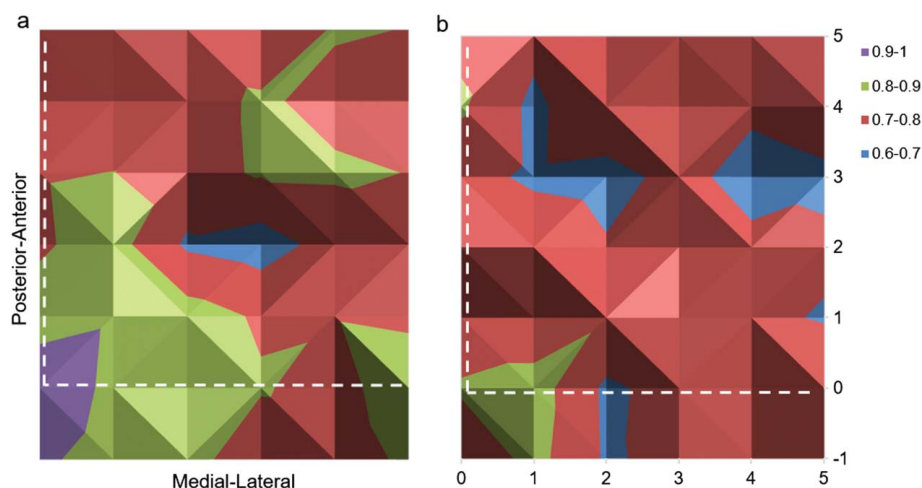 a
b
Posterior-Anterior
Medial-Lateral
5
4
3
2
1
0
-1
0 1 2 3 4 5
0.9-1
0.8-0.9
0.7-0.8
0.6-0.7